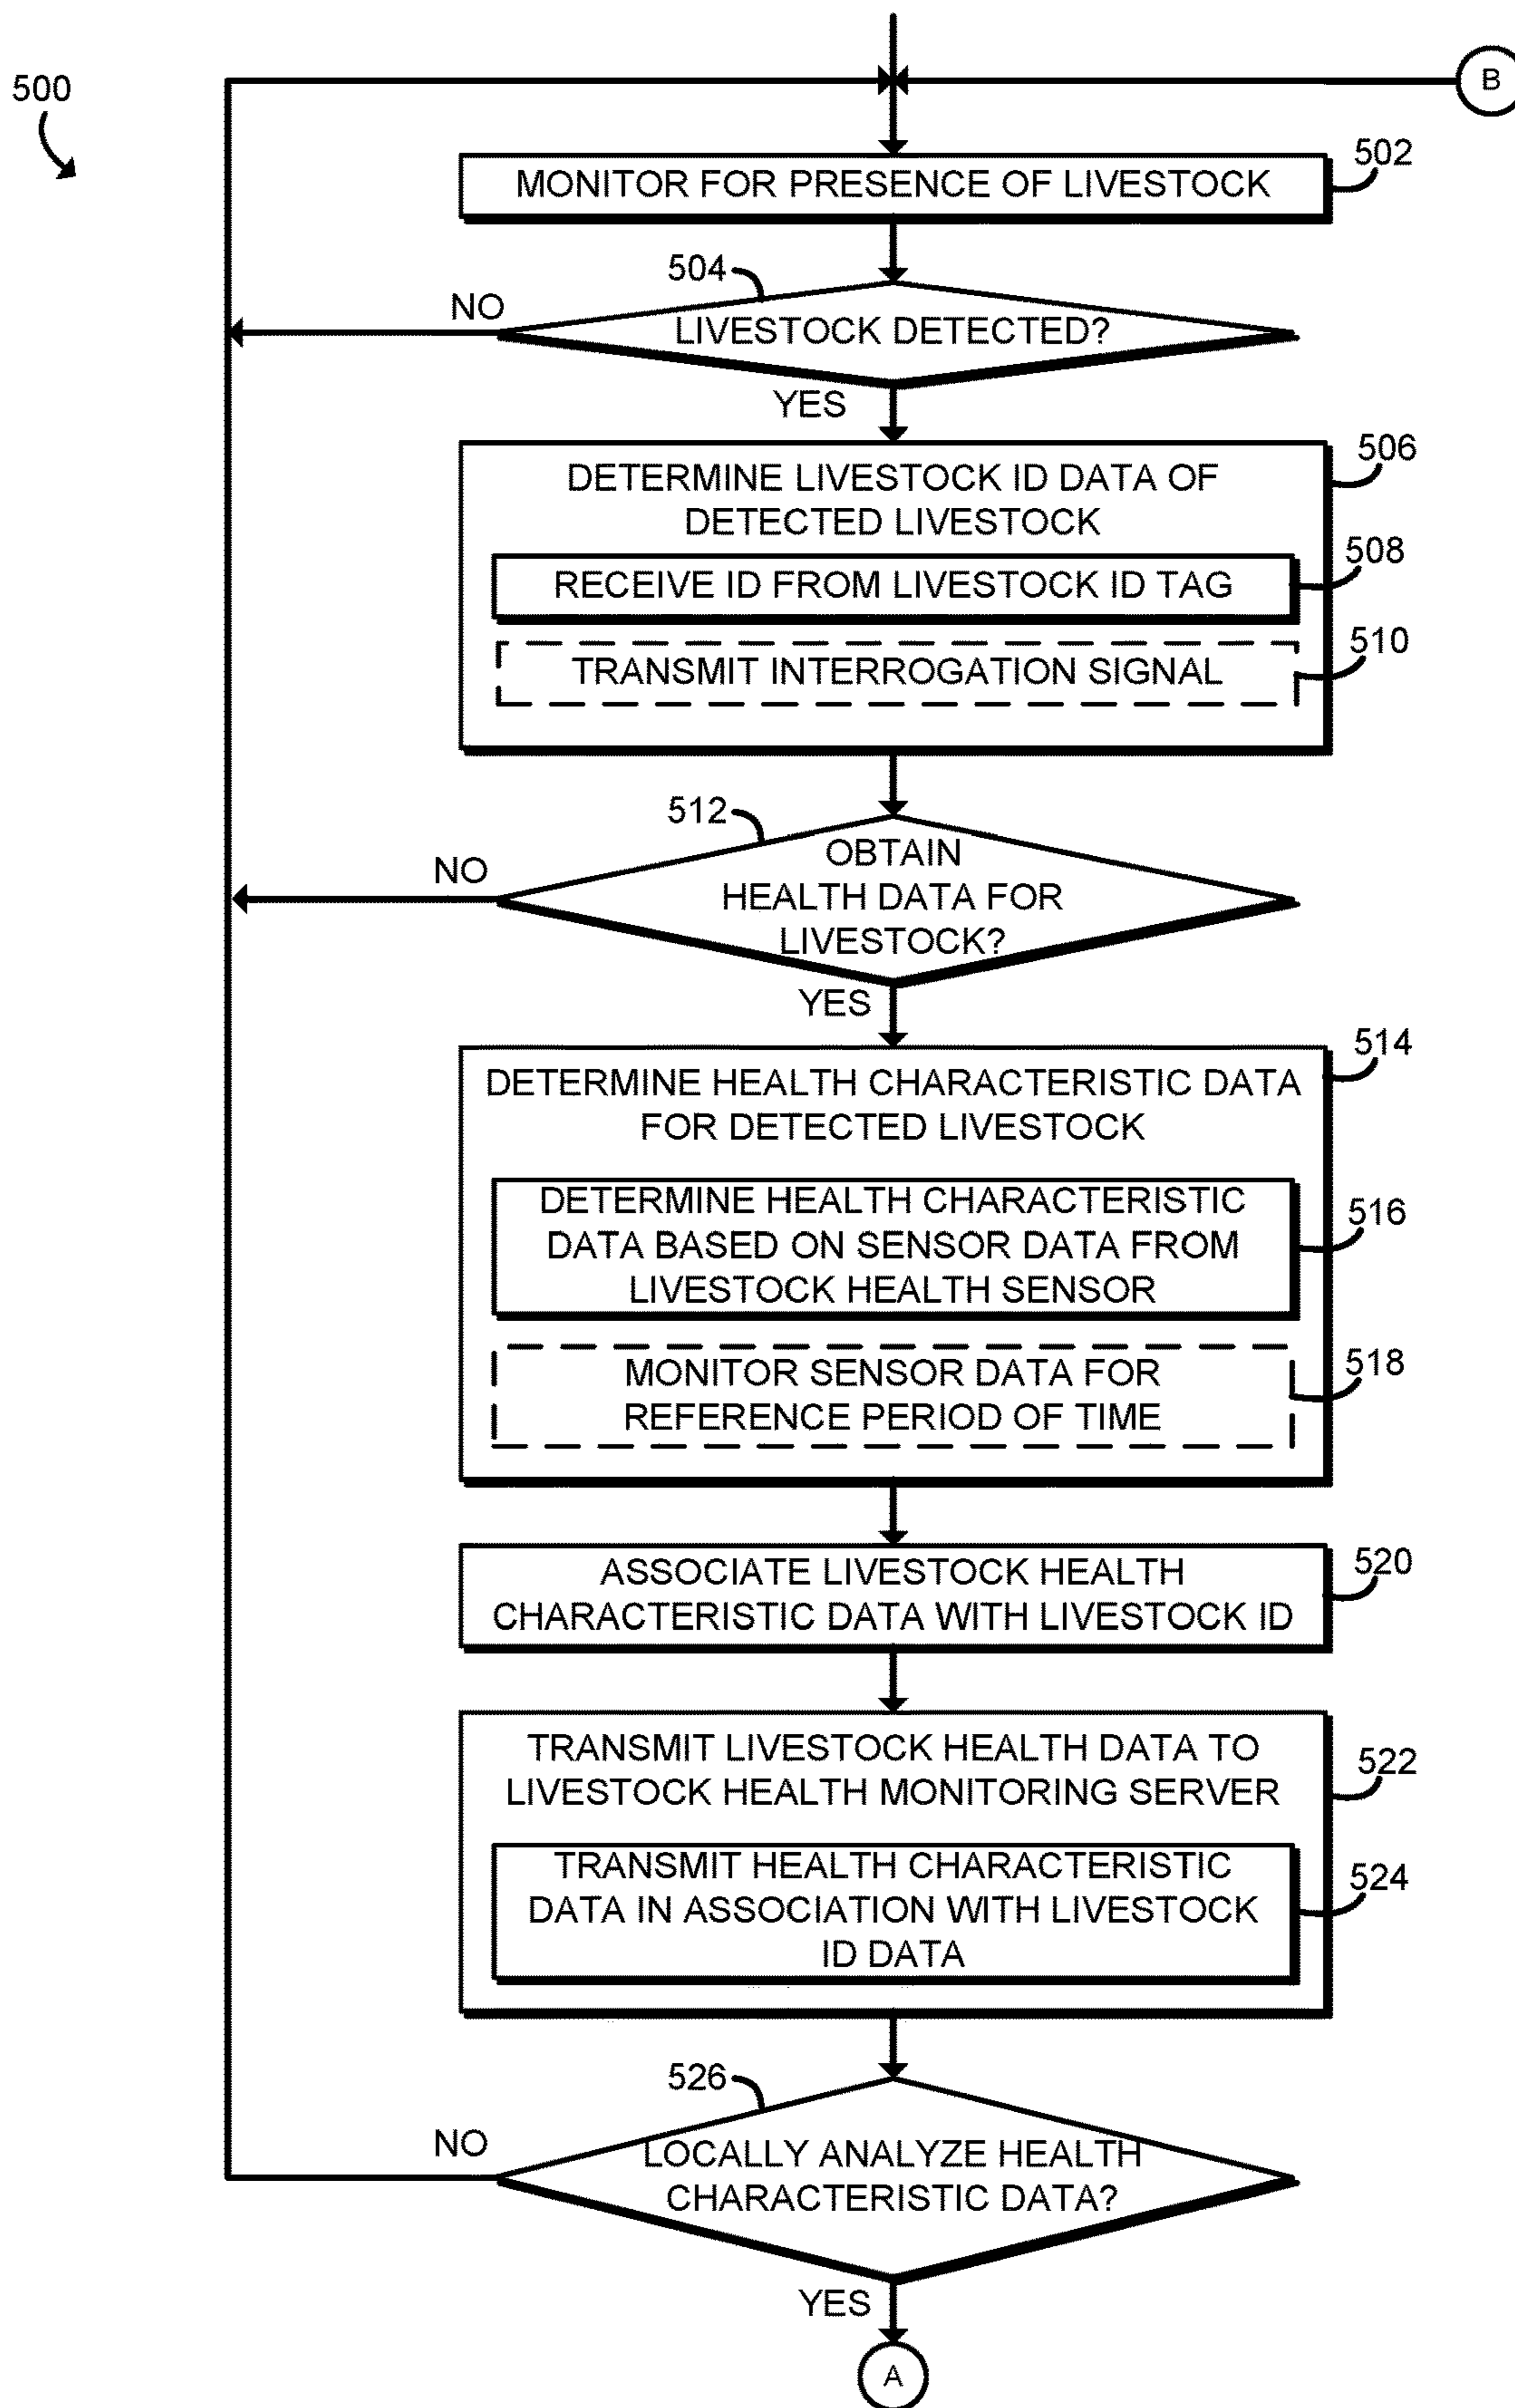 500
B
MONITOR FOR PRESENCE OF LIVESTOCK
502
504
LIVESTOCK DETECTED?
NO
YES
DETERMINE LIVESTOCK ID DATA OF
DETECTED LIVESTOCK
506
RECEIVE ID FROM LIVESTOCK ID TAG
508
TRANSMIT INTERROGATION SIGNAL
510
512
OBTAIN
HEALTH DATA FOR
LIVESTOCK?
NO
YES
DETERMINE HEALTH CHARACTERISTIC DATA
FOR DETECTED LIVESTOCK
514
DETERMINE HEALTH CHARACTERISTIC
DATA BASED ON SENSOR DATA FROM
LIVESTOCK HEALTH SENSOR
516
MONITOR SENSOR DATA FOR
REFERENCE PERIOD OF TIME
518
ASSOCIATE LIVESTOCK HEALTH
CHARACTERISTIC DATA WITH LIVESTOCK ID
520
TRANSMIT LIVESTOCK HEALTH DATA TO
LIVESTOCK HEALTH MONITORING SERVER
522
TRANSMIT HEALTH CHARACTERISTIC
DATA IN ASSOCIATION WITH LIVESTOCK
ID DATA
524
526
LOCALLY ANALYZE HEALTH
CHARACTERISTIC DATA?
NO
YES
A